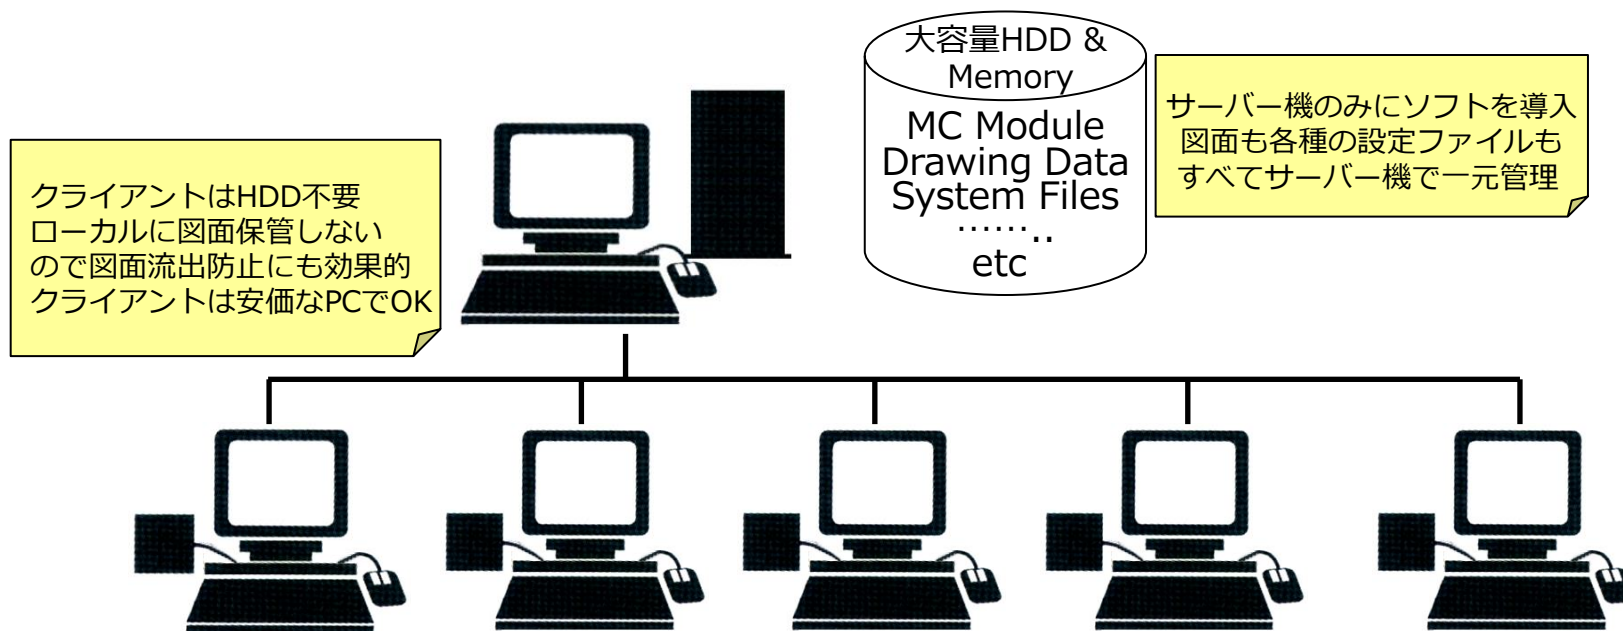 大容量HDD &
Memory
MC Module
Drawing Data
System Files
……..
etc
サーバー機のみにソフトを導入
図面も各種の設定ファイルも
すべてサーバー機で一元管理
クライアントはHDD不要
ローカルに図面保管しない
ので図面流出防止にも効果的
クライアントは安価なPCでOK